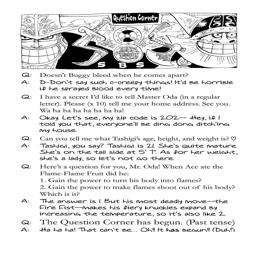 Question Corner
SBS
Q: Doesn't Buggy bleed when he comes apart?
A: D-Don't say such c-creepy things! It'd be horrible
if he sprayed blood every time!
Q: I have a secret I'd like to tell Master Oda (in a regular
letter). Please (x 10) tell me your home address. See you.
Wa ha ha ha ha ha ha ha!
A: Okay. Let's see, my zip code is 202-- Hey, if I
told you that, everyone'll be ding dong ditching
my house.
Q: Can you tell me what Tashigi's age, height, and weight is? ♡
A: Tashigi, you say? Tashigi is 21. She's quite mature.
She's on the tall side at 5' 7". As for her weight,
she's a lady, so let's not go there.
Q: Here's a question for you, Mr. Oda! When Ace ate the
Flame-Flame Fruit did he:
1. Gain the power to turn his body into flames?
2. Gain the power to make flames shoot out of his body?
Which is it?
A: The answer is 1! But his most deadly move--the
Fire Fist--makes his fiery knuckles expand by
increasing the temperature, so it's also like 2.
Q: The Question Corner has begun. (Past tense)
A: Ha ha ha! That can't be... Oh! It has begun!! (Duh!)